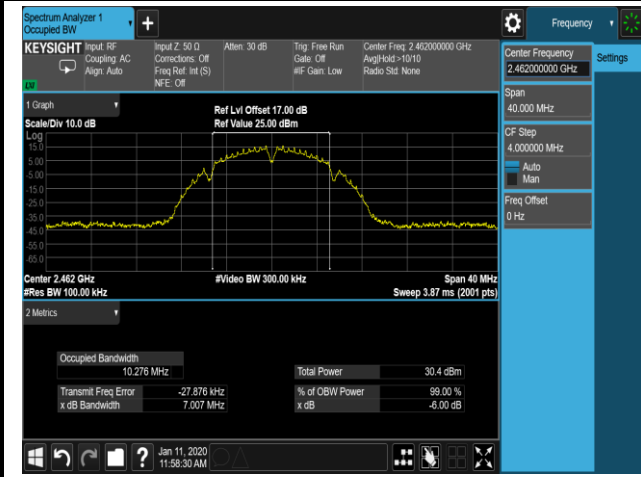 Spectrum Analyzer 1
Occupied BW
+
Frequency
KEYSIGHT
Input: RF
Coupling: AC
Align: Auto
Input Z: 50 Ω
Corrections: Off
Freq Ref: Int (S)
NFE: Off
Atten: 30 dB
Trig: Free Run
Gate: Off
#IF Gain: Low
Center Freq: 2.462000000 GHz
Avg|Hold:>10/10
Radio Std: None
Center Frequency
2.462000000 GHz
Settings
Span
40.000 MHz
CF Step
4.000000 MHz
Auto
Man
Freq Offset
0 Hz
1 Graph
Scale/Div 10.0 dB
Ref Lvl Offset 17.00 dB
Ref Value 25.00 dBm
Log
15.0
5.00
-5.00
-15.0
-25.0
-35.0
-45.0
-55.0
-65.0
Center 2.462 GHz
#Video BW 300.00 kHz
Span 40 MHz
#Res BW 100.00 kHz
Sweep 3.87 ms (2001 pts)
2 Metrics
Occupied Bandwidth
10.276 MHz
Total Power 30.4 dBm
Transmit Freq Error -27.876 kHz
% of OBW Power 99.00 %
x dB Bandwidth 7.007 MHz
x dB -6.00 dB
?
Jan 11, 2020
11:58:30 AM